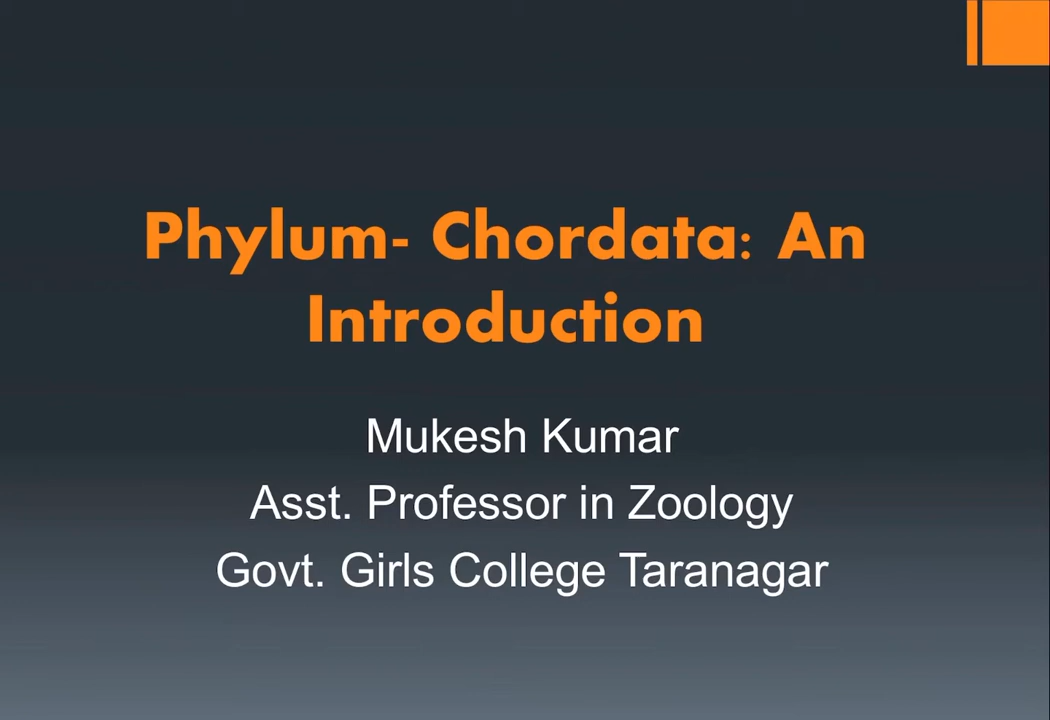 Phylum- Chordata: An
Introduction
Mukesh Kumar
Asst. Professor in Zoology
Govt. Girls College Taranagar